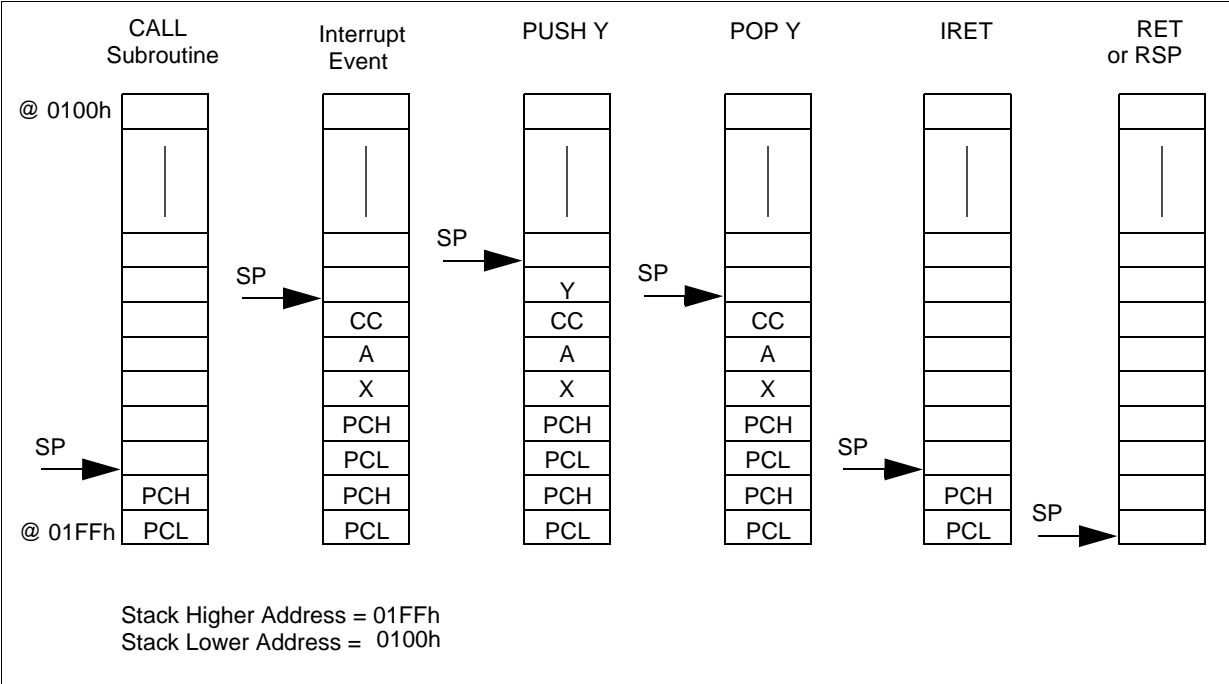 CALL
Subroutine
Interrupt
Event
PUSH Y
POP Y
IRET
RET
or RSP
@ 0100h
SP
SP
SP
Y
CC
CC
CC
A
A
A
X
X
X
PCH
PCH
PCH
SP
SP
PCL
PCL
PCL
PCH
PCH
PCH
PCH
PCH
SP
@ 01FFh
PCL
PCL
PCL
PCL
PCL
Stack Higher Address = 01FFh
Stack Lower Address = 0100h